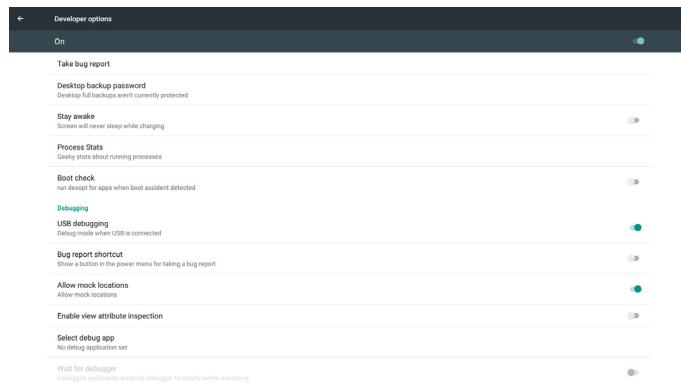 Developer options
On
Take bug report
Desktop backup password
Desktop full backups aren't currently protected
Stay awake
Screen will never sleep while charging
Process Stats
Geeky stats about running processes
Boot check
run dexopt for apps when boot accident detected
Debugging
USB debugging
Debug mode when USB is connected
Bug report shortcut
Show a button in the power menu for taking a bug report
Allow mock locations
Allow mock locations
Enable view attribute inspection
Select debug app
No debug application set
Wait for debugger
Debugged application waits for debugger to attach before executing